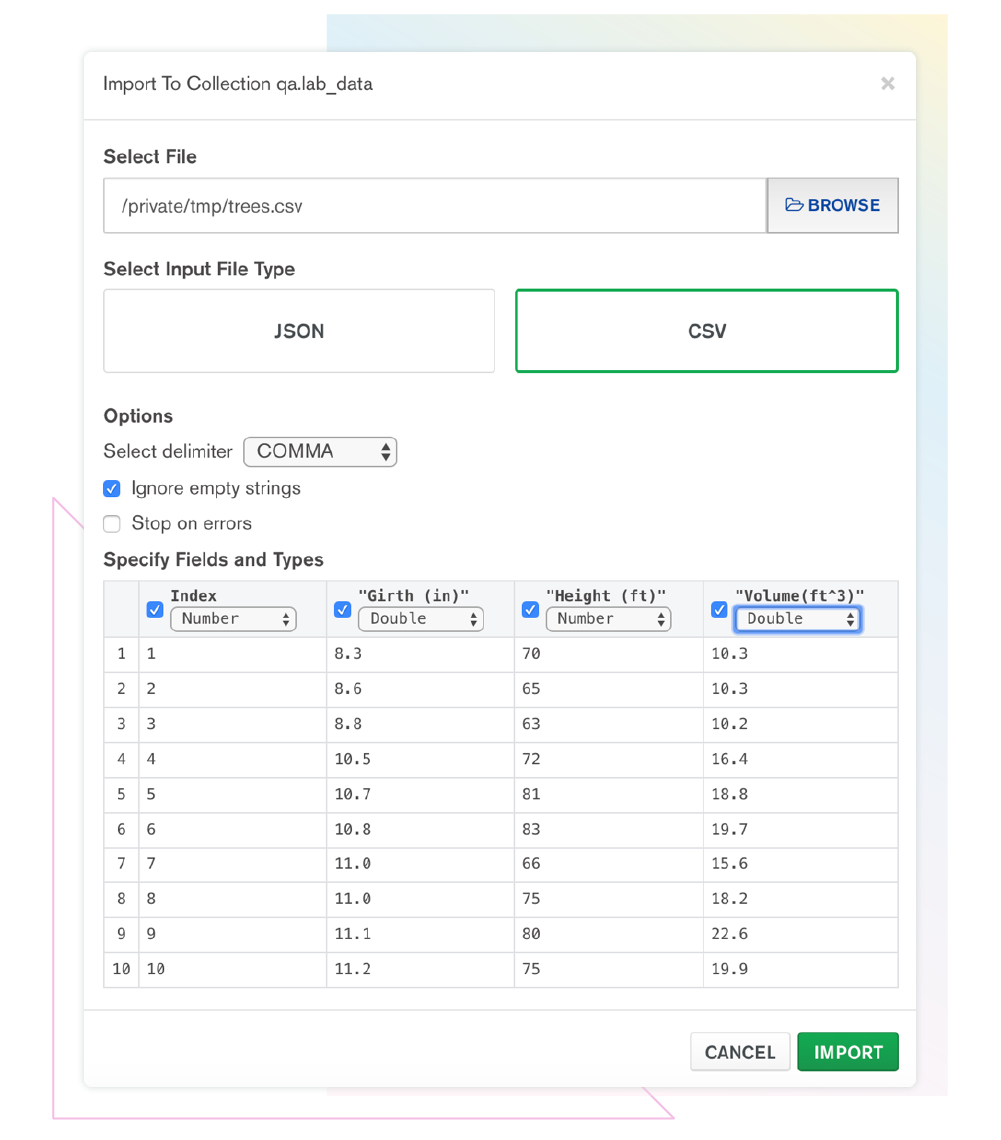 Import To Collection qa.lab_data ×
Select File
/private/tmp/trees.csv BROWSE
Select Input File Type
JSON CSV
Options
Select delimiter COMMA
Ignore empty strings
Stop on errors
Specify Fields and Types
Index "Girth (in)" "Height (ft)" "Volume(ft^3)"
Number Double Number Double
1 1 8.3 70 10.3
2 2 8.6 65 10.3
3 3 8.8 63 10.2
4 4 10.5 72 16.4
5 5 10.7 81 18.8
6 6 10.8 83 19.7
7 7 11.0 66 15.6
8 8 11.0 75 18.2
9 9 11.1 80 22.6
10 10 11.2 75 19.9
CANCEL IMPORT